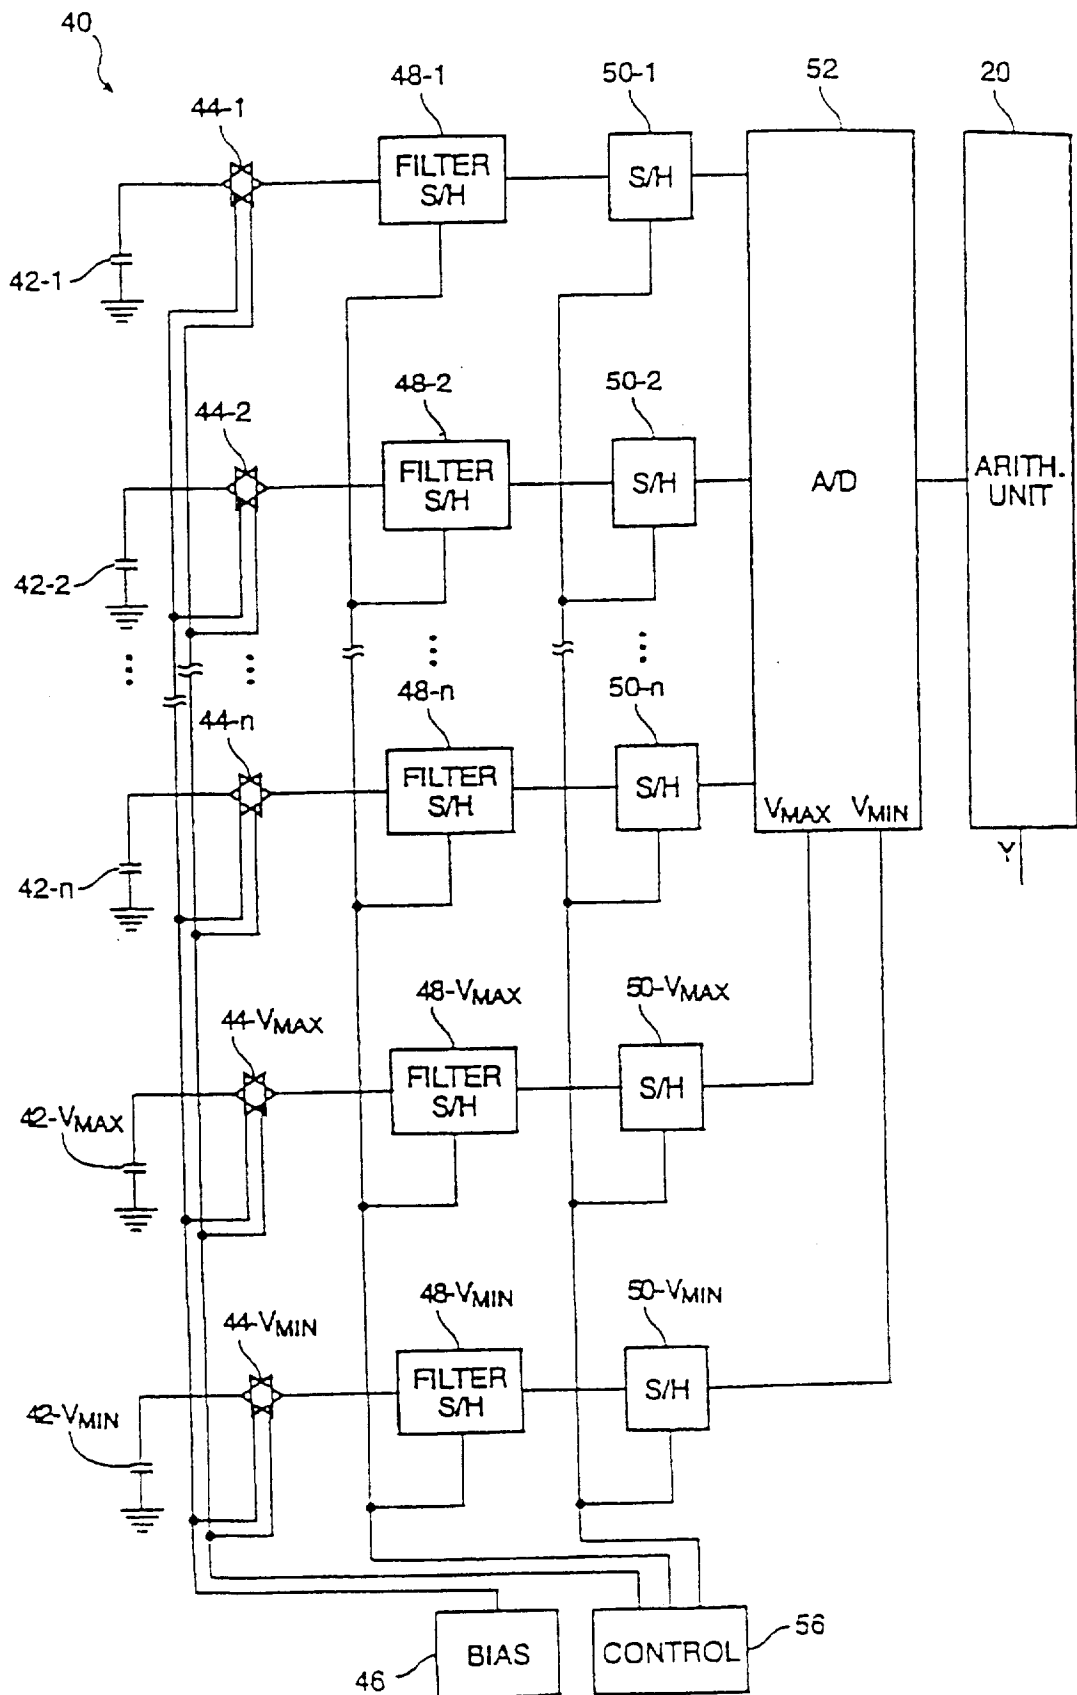 40
48-1
50-1
52
20
44-1
FILTER
S/H
S/H
42-1
48-2
50-2
44-2
FILTER
S/H
S/H
A/D
ARITH.
UNIT
42-2
48-n
50-n
44-n
FILTER
S/H
S/H
VMAX VMIN
Y
42-n
48-VMAX
50-VMAX
44-VMAX
FILTER
S/H
S/H
42-VMAX
48-VMIN
50-VMIN
44-VMIN
FILTER
S/H
S/H
42-VMIN
56
BIAS
CONTROL
46